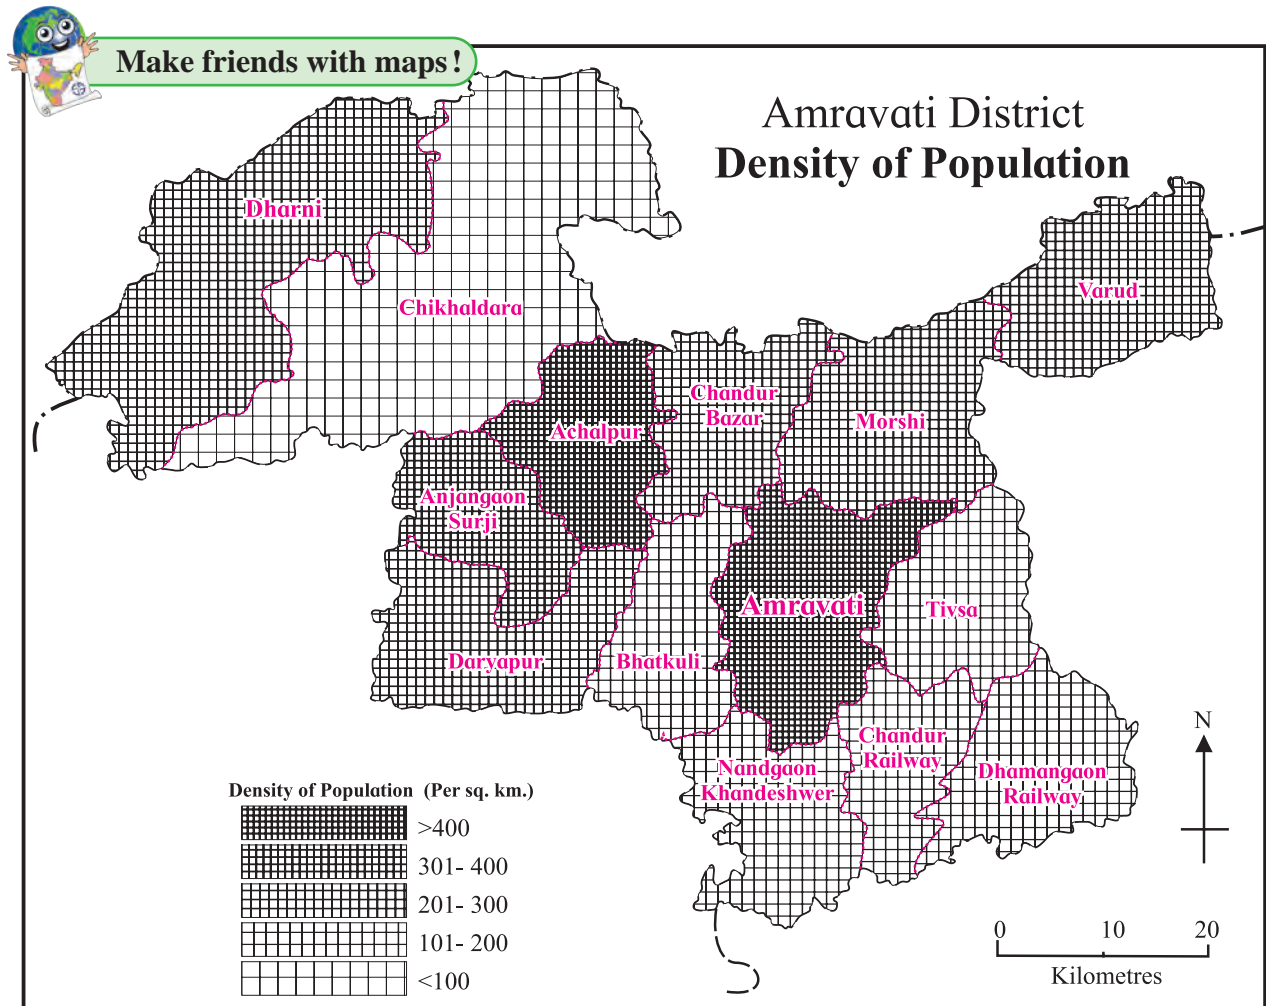 Make friends with maps!
Amravati District
Density of Population
Dharni
Chikhaldara
Varud
Achalpur
Chandur
Bazar
Morshi
Anjangaon
Surji
Amravati
Tivsa
Daryapur
Bhatkuli
Chandur
Railway
Nandgaon
Khandeshwer
Dhamangaon
Railway
N
Density of Population (Per sq. km.)
>400
301- 400
201- 300
101- 200
<100
0 10 20
Kilometres